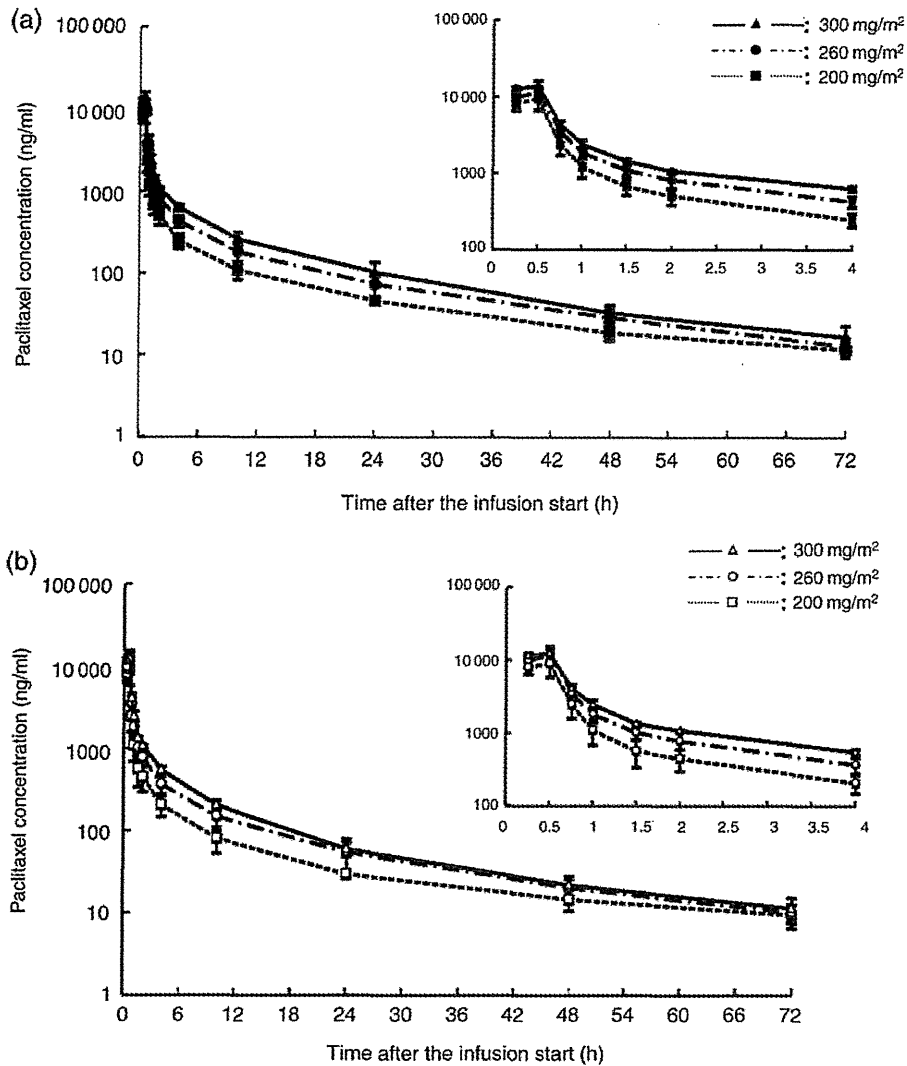 (a)
100 000
10 000
1000
100
10
1
Paclitaxel concentration (ng/ml)
0 6 12 18 24 30 36 42 48 54 60 66 72
Time after the infusion start (h)
100 000
10 000
1000
100
0 0.5 1 1.5 2 2.5 3 3.5 4
: 300 mg/m²
: 260 mg/m²
: 200 mg/m²
(b)
100 000
10 000
1000
100
10
1
Paclitaxel concentration (ng/ml)
0 6 12 18 24 30 36 42 48 54 60 66 72
Time after the infusion start (h)
100 000
10 000
1000
100
0 0.5 1 1.5 2 2.5 3 3.5 4
: 300 mg/m²
: 260 mg/m²
: 200 mg/m²